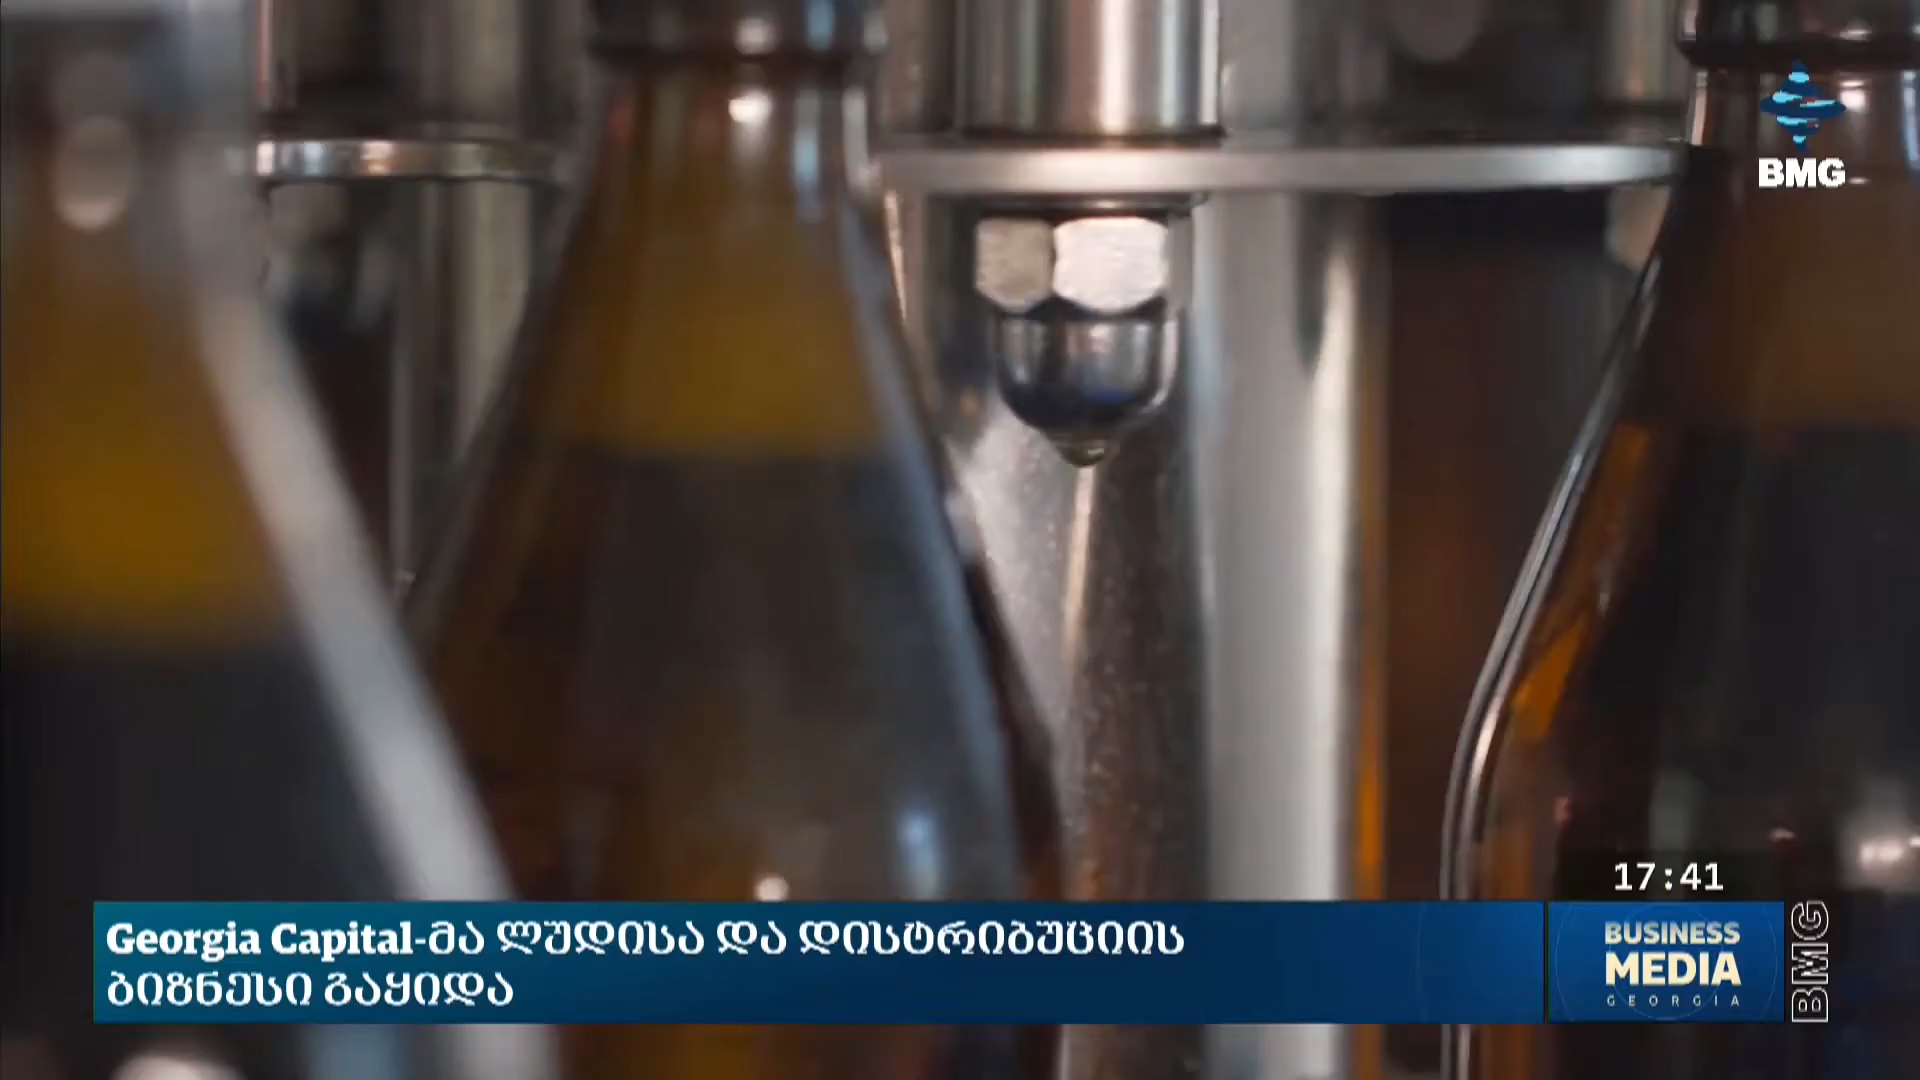 BMG
17:41
Georgia Capital-მა ლუდისა და დისტრიბუციის
ბიზნესი გაყიდა
BUSINESS
MEDIA
GEORGIA
BMG